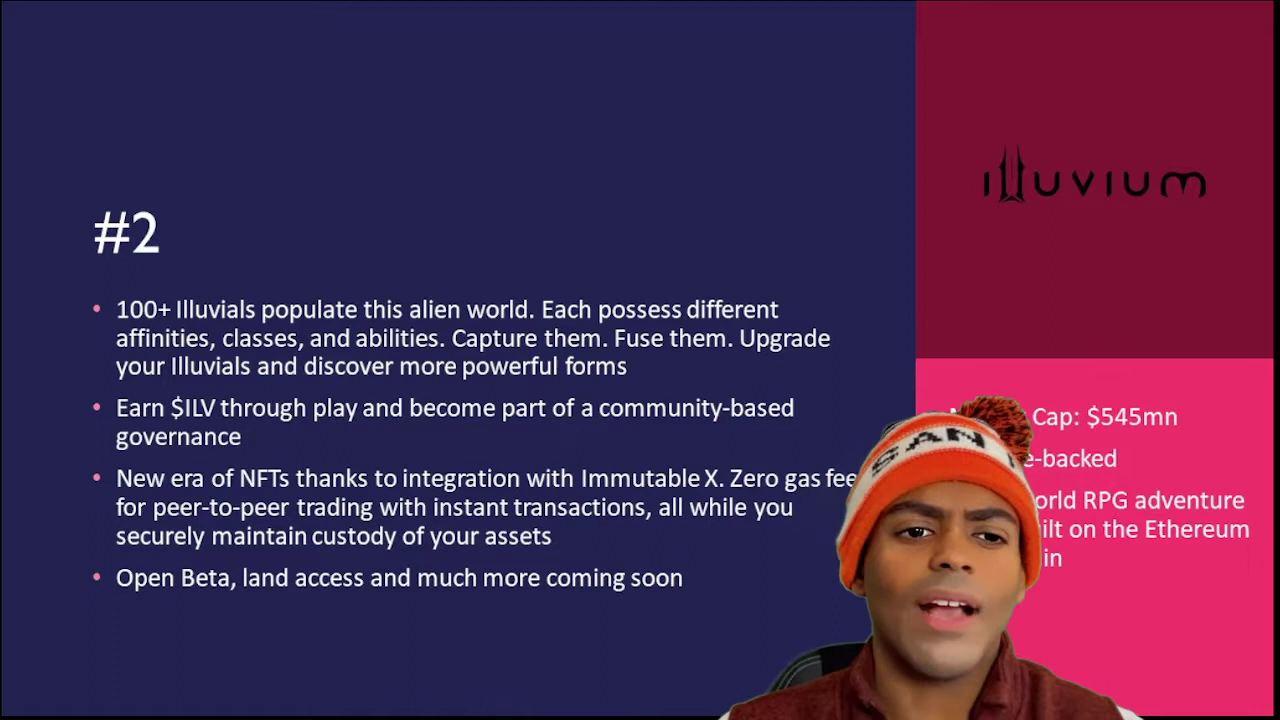 #2
• 100+ Illuvials populate this alien world. Each possess different
affinities, classes, and abilities. Capture them. Fuse them. Upgrade
your Illuvials and discover more powerful forms
• Earn $ILV through play and become part of a community-based
governance
• New era of NFTs thanks to integration with Immutable X. Zero gas fee
for peer-to-peer trading with instant transactions, all while you
securely maintain custody of your assets
• Open Beta, land access and much more coming soon
illuvium
Cap: $545mn
e-backed
orld RPG adventure
ilt on the Ethereum
in
SAN